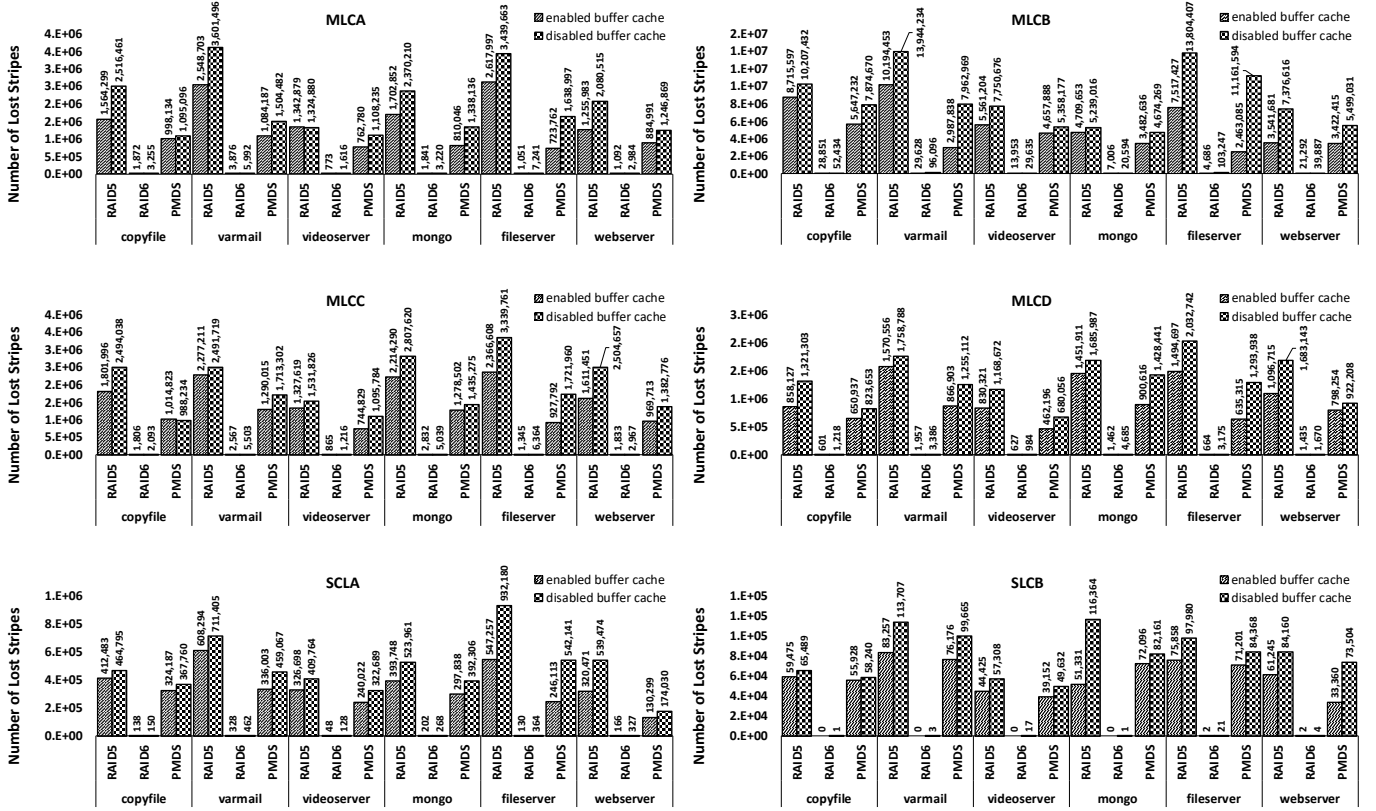 MLCA
enabled buffer cache
disabled buffer cache
Number of Lost Stripes
4.E+06
4.E+06
3.E+06
3.E+06
2.E+06
2.E+06
1.E+06
5.E+05
0.E+00
1,564,299 2,516,461 1,872 3,255 998,134 1,095,096
2,548,703 3,601,496 3,876 5,992 1,084,187 1,504,482
1,342,879 1,324,880 773 1,616 762,780 1,108,235
1,702,852 2,370,210 1,841 3,220 810,046 1,338,136
2,617,997 3,439,663 1,051 7,241 723,762 1,638,997
1,255,983 2,080,515 1,092 2,984 884,991 1,246,869
RAID5 RAID6 PMDS RAID5 RAID6 PMDS RAID5 RAID6 PMDS RAID5 RAID6 PMDS RAID5 RAID6 PMDS RAID5 RAID6 PMDS
copyfile varmail videoserver mongo fileserver webserver
MLCB
enabled buffer cache
disabled buffer cache
Number of Lost Stripes
2.E+07
1.E+07
1.E+07
1.E+07
8.E+06
6.E+06
4.E+06
2.E+06
0.E+00
8,715,597 10,207,432 28,851 52,434 5,647,232 7,874,670
10,194,453 13,944,234 29,628 96,096 2,987,838 7,962,969
5,561,204 7,750,676 13,953 29,635 4,657,888 5,358,177
4,709,653 5,239,016 7,006 20,594 3,482,636 4,674,269
7,517,427 13,804,407 4,686 103,247 2,463,085 11,161,594
3,541,681 7,376,616 21,292 39,887 3,422,415 5,499,031
RAID5 RAID6 PMDS RAID5 RAID6 PMDS RAID5 RAID6 PMDS RAID5 RAID6 PMDS RAID5 RAID6 PMDS RAID5 RAID6 PMDS
copyfile varmail videoserver mongo fileserver webserver
MLCC
enabled buffer cache
disabled buffer cache
Number of Lost Stripes
4.E+06
4.E+06
3.E+06
3.E+06
2.E+06
2.E+06
1.E+06
5.E+05
0.E+00
1,801,996 2,494,038 1,806 2,093 1,014,823 988,234
2,277,211 2,491,719 2,567 5,503 1,290,015 1,713,302
1,327,619 1,531,826 865 1,216 744,829 1,095,784
2,214,290 2,807,620 2,832 5,039 1,278,502 1,435,275
2,366,608 3,339,761 1,345 6,364 927,792 1,721,960
1,611,451 2,504,657 1,833 2,967 969,713 1,382,776
RAID5 RAID6 PMDS RAID5 RAID6 PMDS RAID5 RAID6 PMDS RAID5 RAID6 PMDS RAID5 RAID6 PMDS RAID5 RAID6 PMDS
copyfile varmail videoserver mongo fileserver webserver
MLCD
enabled buffer cache
disabled buffer cache
Number of Lost Stripes
3.E+06
2.E+06
2.E+06
1.E+06
5.E+05
0.E+00
858,127 1,321,303 601 1,218 650,937 823,653
1,570,556 1,758,788 1,957 3,386 866,903 1,255,112
830,321 1,168,672 627 984 462,196 680,056
1,451,911 1,685,987 1,462 4,685 900,616 1,428,441
1,494,697 2,032,742 664 3,175 635,315 1,293,938
1,096,715 1,683,143 1,435 1,670 798,254 922,208
RAID5 RAID6 PMDS RAID5 RAID6 PMDS RAID5 RAID6 PMDS RAID5 RAID6 PMDS RAID5 RAID6 PMDS RAID5 RAID6 PMDS
copyfile varmail videoserver mongo fileserver webserver
SCLA
enabled buffer cache
disabled buffer cache
Number of Lost Stripes
1.E+06
8.E+05
6.E+05
4.E+05
2.E+05
0.E+00
412,483 464,795 138 150 324,187 367,760
608,294 711,405 328 462 336,003 459,067
326,698 409,764 48 128 240,022 322,689
393,748 523,961 202 268 297,838 392,306
547,257 932,180 130 364 246,113 542,141
320,471 539,474 166 327 130,299 174,030
RAID5 RAID6 PMDS RAID5 RAID6 PMDS RAID5 RAID6 PMDS RAID5 RAID6 PMDS RAID5 RAID6 PMDS RAID5 RAID6 PMDS
copyfile varmail videoserver mongo fileserver webserver
SLCB
enabled buffer cache
disabled buffer cache
Number of Lost Stripes
1.E+05
1.E+05
1.E+05
8.E+04
6.E+04
4.E+04
2.E+04
0.E+00
59,475 65,489 0 1 55,928 58,240
83,257 113,707 0 3 76,176 99,665
44,425 57,308 0 17 39,152 49,632
51,331 116,364 0 1 72,096 82,161
75,858 97,980 2 21 71,201 84,368
61,245 84,160 2 4 33,360 73,504
RAID5 RAID6 PMDS RAID5 RAID6 PMDS RAID5 RAID6 PMDS RAID5 RAID6 PMDS RAID5 RAID6 PMDS RAID5 RAID6 PMDS
copyfile varmail videoserver mongo fileserver webserver